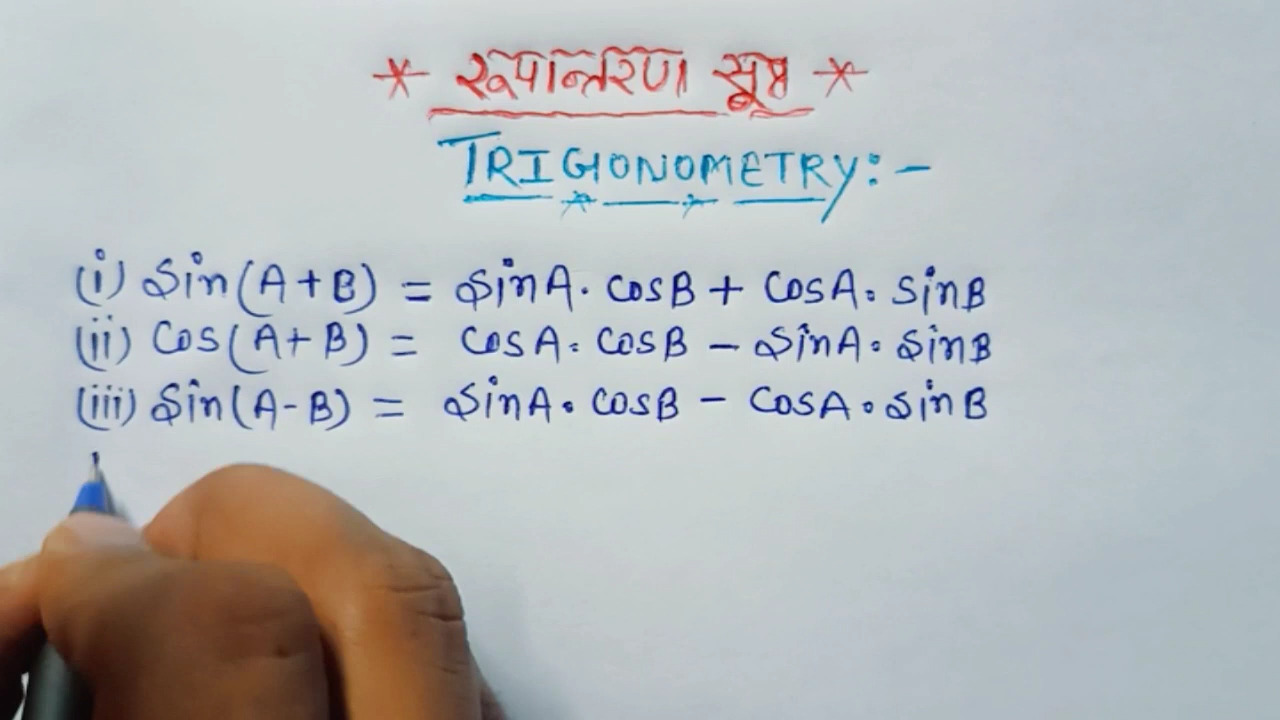 * रूपान्तरण सूत्र *
TRIGONOMETRY:-
(i) Sin(A+B) = SinA. cosB + cosA. sinB
(ii) Cos(A+B) = cosA. cosB - SinA. SinB
(iii) Sin(A-B) = SinA. cosB - cosA. SinB